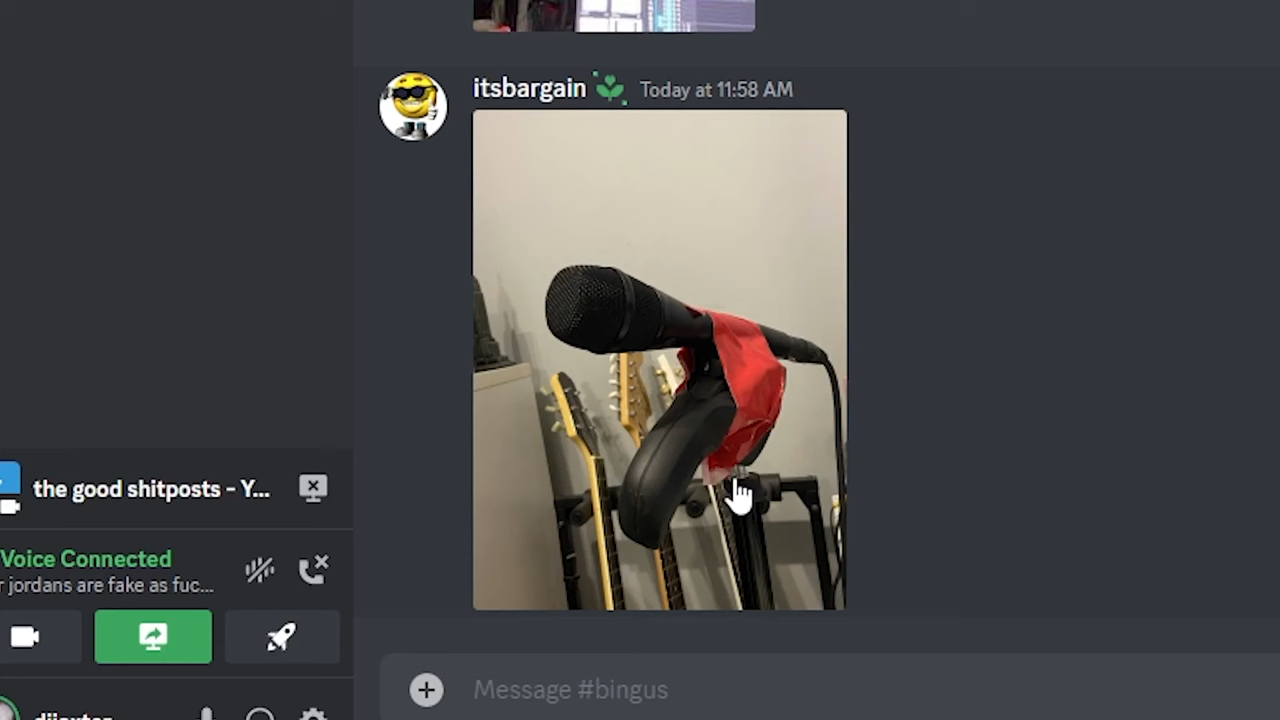 itsbargain Today at 11:58 AM
the good shitposts - Y...
Voice Connected
jordans are fake as fuc...
Message #bingus